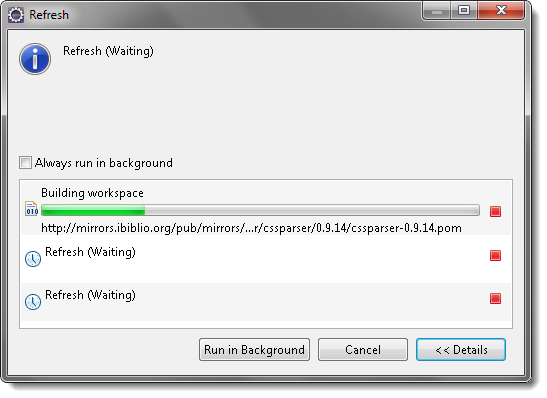 Refresh
Refresh (Waiting)
Always run in background
Building workspace
010
http://mirrors.ibiblio.org/pub/mirrors/...r/cssparser/0.9.14/cssparser-0.9.14.pom
Refresh (Waiting)
Refresh (Waiting)
Run in Background Cancel << Details